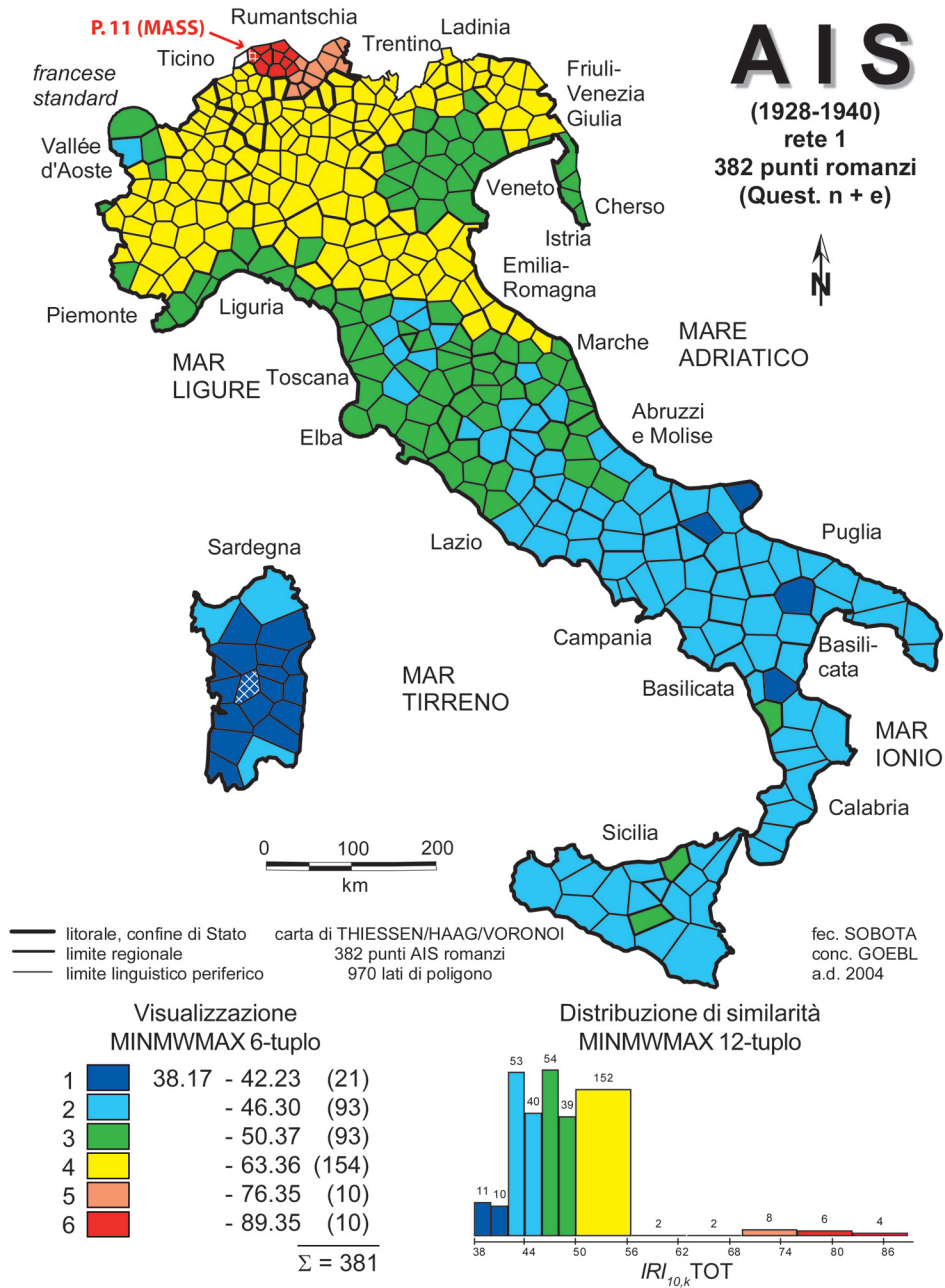 Rumantschia
Ladinia
P. 11 (MASS)
Trentino
Ticino
francese
standard
Friuli-
Venezia
Giulia
Vallée
d'Aoste
Veneto
Cherso
Istria
Emilia-
Romagna
Piemonte
Liguria
MAR
LIGURE
Toscana
Marche
MARE
ADRIATICO
Elba
Abruzzi
e Molise
Lazio
Puglia
Sardegna
Campania
Basili-
cata
Basilicata
MAR
TIRRENO
MAR
IONIO
Calabria
Sicilia
AIS
(1928-1940)
rete 1
382 punti romanzi
(Quest. n + e)
N
0 100 200
km
litorale, confine di Stato
limite regionale
limite linguistico periferico
carta di THIESSEN/HAAG/VORONOI
382 punti AIS romanzi
970 lati di poligono
fec. SOBOTA
conc. GOEBL
a.d. 2004
Visualizzazione
MINMWMAX 6-tuplo
1 38.17 - 42.23 (21)
2 - 46.30 (93)
3 - 50.37 (93)
4 - 63.36 (154)
5 - 76.35 (10)
6 - 89.35 (10)
Σ = 381
Distribuzione di similarità
MINMWMAX 12-tuplo
11 10 53 40 54 39 152 2 2 8 6 4
38 44 50 56 62 68 74 80 86
IRI10,kTOT